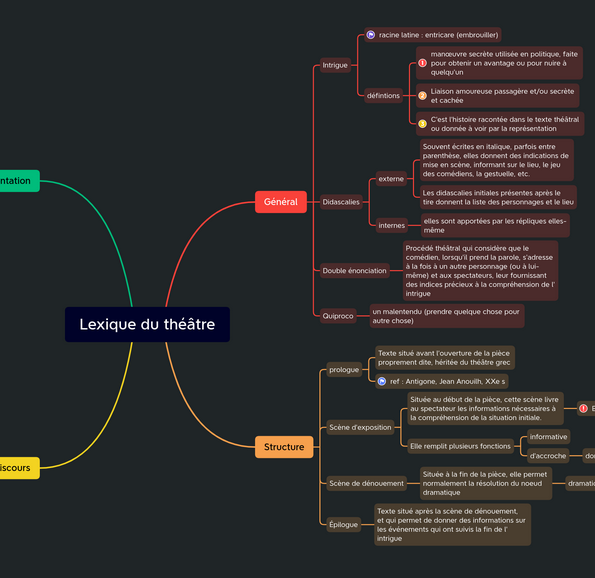 Lexique du théâtre
ntation
iscours
Général
Intrigue
racine latine : entricare (embrouiller)
défintions
1
manœuvre secrète utilisée en politique, faite
pour obtenir un avantage ou pour nuire à
quelqu'un
2
Liaison amoureuse passagère et/ou secrète
et cachée
3
C'est l'histoire racontée dans le texte théâtral
ou donnée à voir par la représentation
Didascalies
externe
Souvent écrites en italique, parfois entre
parenthèse, elles donnent des indications de
mise en scène, informant sur le lieu, le jeu
des comédiens, la gestuelle, etc.
Les didascalies initiales présentes après le
tire donnent la liste des personnages et le lieu
internes
elles sont apportées par les répliques elles-
même
Double énonciation
Procédé théâtral qui considère que le
comédien, lorsqu'il prend la parole, s'adresse
à la fois à un autre personnage (ou à lui-
même) et aux spectateurs, leur fournissant
des indices précieux à la compréhension de l'
intrigue
Quiproco
un malentendu (prendre quelque chose pour
autre chose)
Structure
prologue
Texte situé avant l'ouverture de la pièce
proprement dite, héritée du théâtre grec
ref : Antigone, Jean Anouilh, XXe s
Scène d'exposition
Située au début de la pièce, cette scène livre
au spectateur les informations nécessaires à
la compréhension de la situation initiale.
E
Elle remplit plusieurs fonctions
informative
d'accroche
dou
Scène de dénouement
Située à la fin de la pièce, elle permet
normalement la résolution du noeud
dramatique
dramatic
Épilogue
Texte situé après la scène de dénouement,
et qui permet de donner des informations sur
les événements qui ont suivis la fin de l'
intrigue